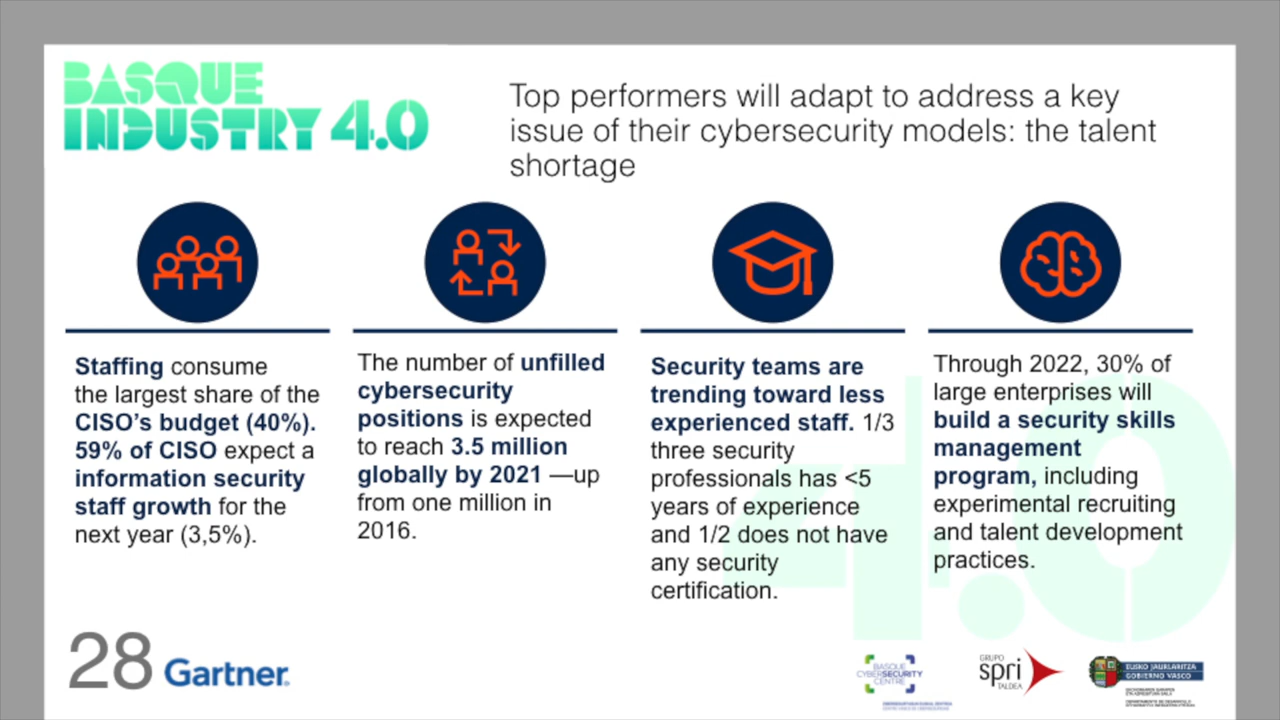 BASQUE
INDUSTRY 4.0
Top performers will adapt to address a key
issue of their cybersecurity models: the talent
shortage
Staffing consume
the largest share of the
CISO’s budget (40%).
59% of CISO expect a
information security
staff growth for the
next year (3,5%).
The number of unfilled
cybersecurity
positions is expected
to reach 3.5 million
globally by 2021 —up
from one million in
2016.
Security teams are
trending toward less
experienced staff. 1/3
three security
professionals has <5
years of experience
and 1/2 does not have
any security
certification.
Through 2022, 30% of
large enterprises will
build a security skills
management
program, including
experimental recruiting
and talent development
practices.
4.0
28 Gartner
BASQUE
CYBERSECURITY
CENTRE
GRUPO
spri
TALDEA
EUSKO JAURLARITZA
GOBIERNO VASCO